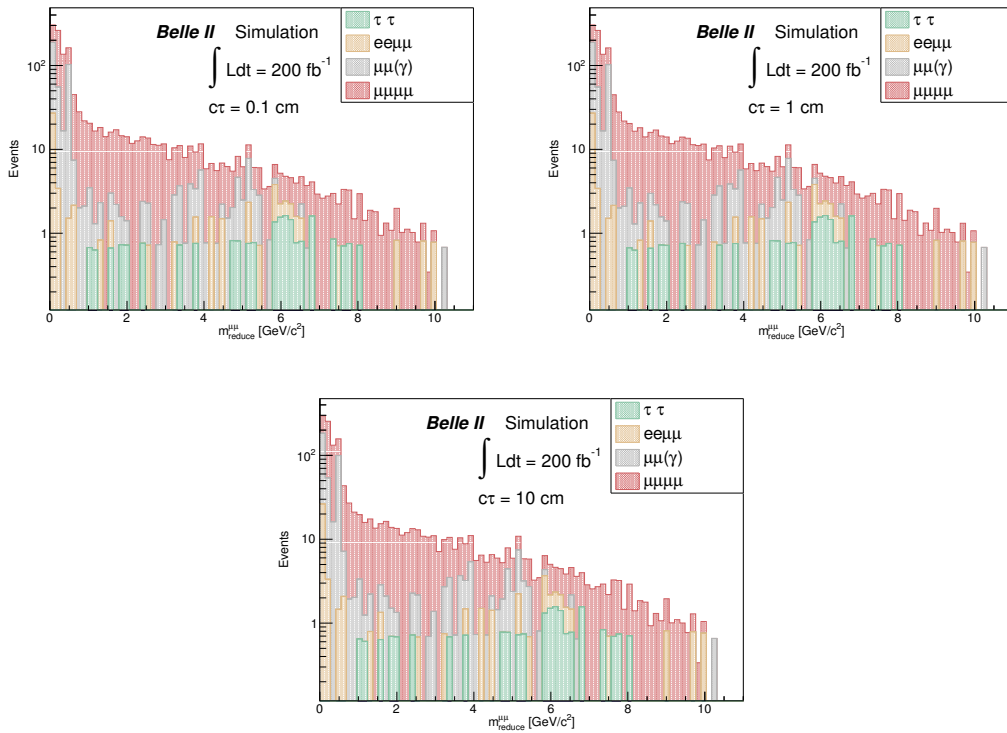 Belle II Simulation
∫ Ldt = 200 fb⁻¹
cτ = 0.1 cm
τ τ
eeμμ
μμ(γ)
μμμμ
Events
10²
10
1
0 2 4 6 8 10
m^μμ_reduce [GeV/c²]
Belle II Simulation
∫ Ldt = 200 fb⁻¹
cτ = 1 cm
τ τ
eeμμ
μμ(γ)
μμμμ
Events
10²
10
1
0 2 4 6 8 10
m^μμ_reduce [GeV/c²]
Belle II Simulation
∫ Ldt = 200 fb⁻¹
cτ = 10 cm
τ τ
eeμμ
μμ(γ)
μμμμ
Events
10²
10
1
0 2 4 6 8 10
m^μμ_reduce [GeV/c²]